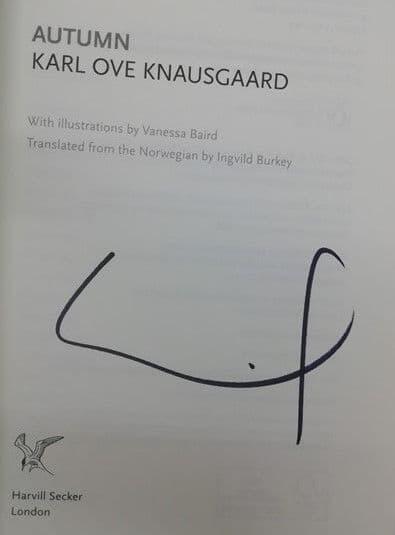 AUTUMN
KARL OVE KNAUSGAARD
With illustrations by Vanessa Baird
Translated from the Norwegian by Ingvild Burkey
Harvill Secker
London